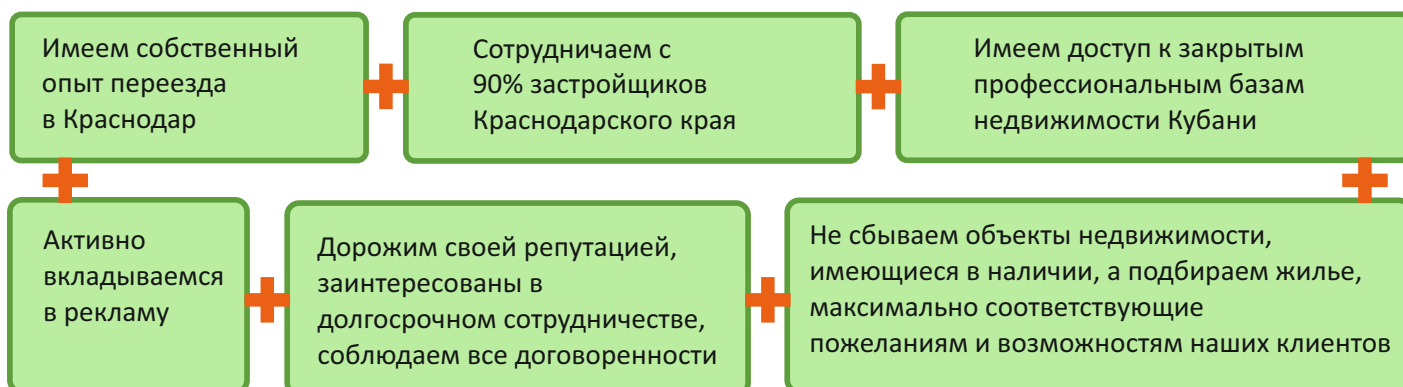 Имеем собственный
опыт переезда
в Краснодар
Сотрудничаем с
90% застройщиков
Краснодарского края
Имеем доступ к закрытым
профессиональным базам
недвижимости Кубани
Активно
вкладываемся
в рекламу
Дорожим своей репутацией,
заинтересованы в
долгосрочном сотрудничестве,
соблюдаем все договоренности
Не сбываем объекты недвижимости,
имеющиеся в наличии, а подбираем жилье,
максимально соответствующие
пожеланиям и возможностям наших клиентов